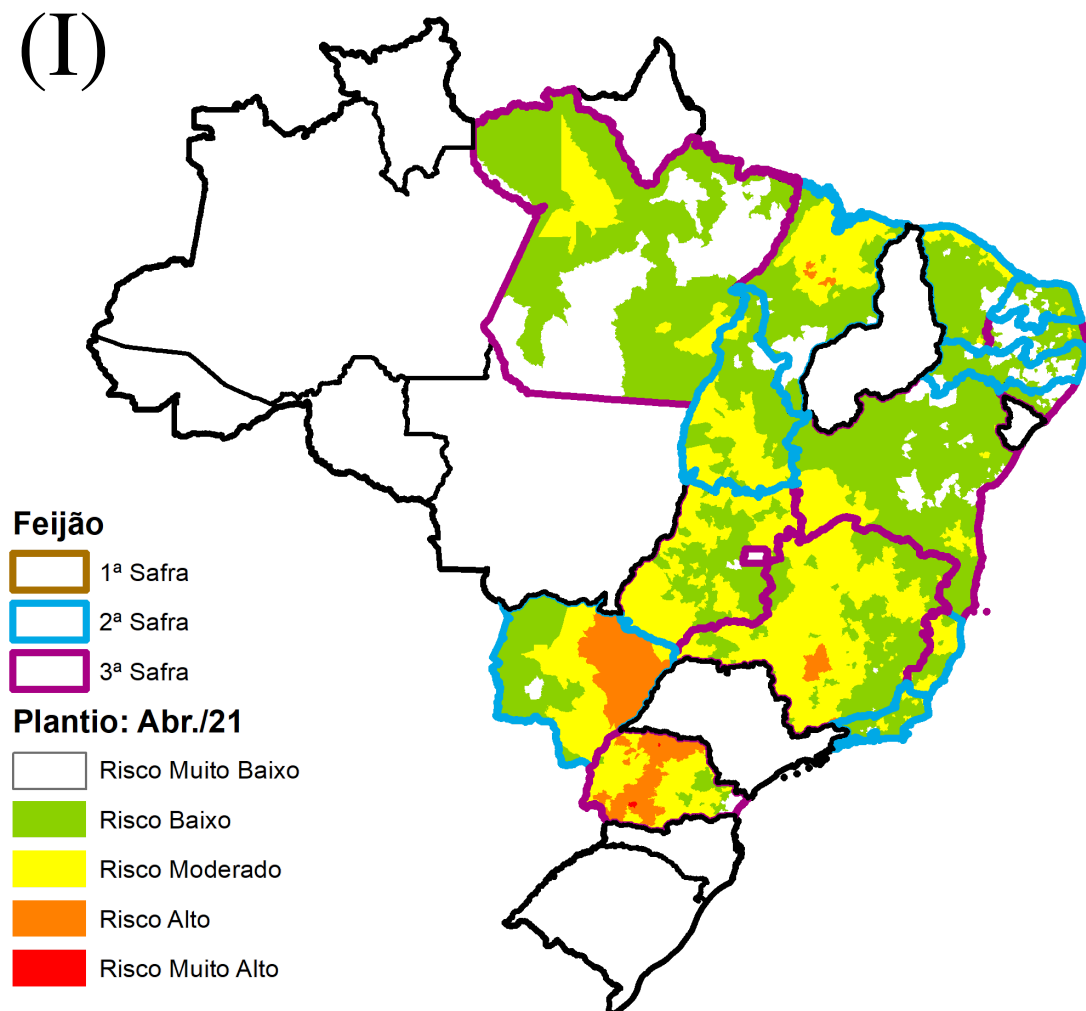 (I)
Feijão
1ª Safra
2ª Safra
3ª Safra
Plantio: Abr./21
Risco Muito Baixo
Risco Baixo
Risco Moderado
Risco Alto
Risco Muito Alto